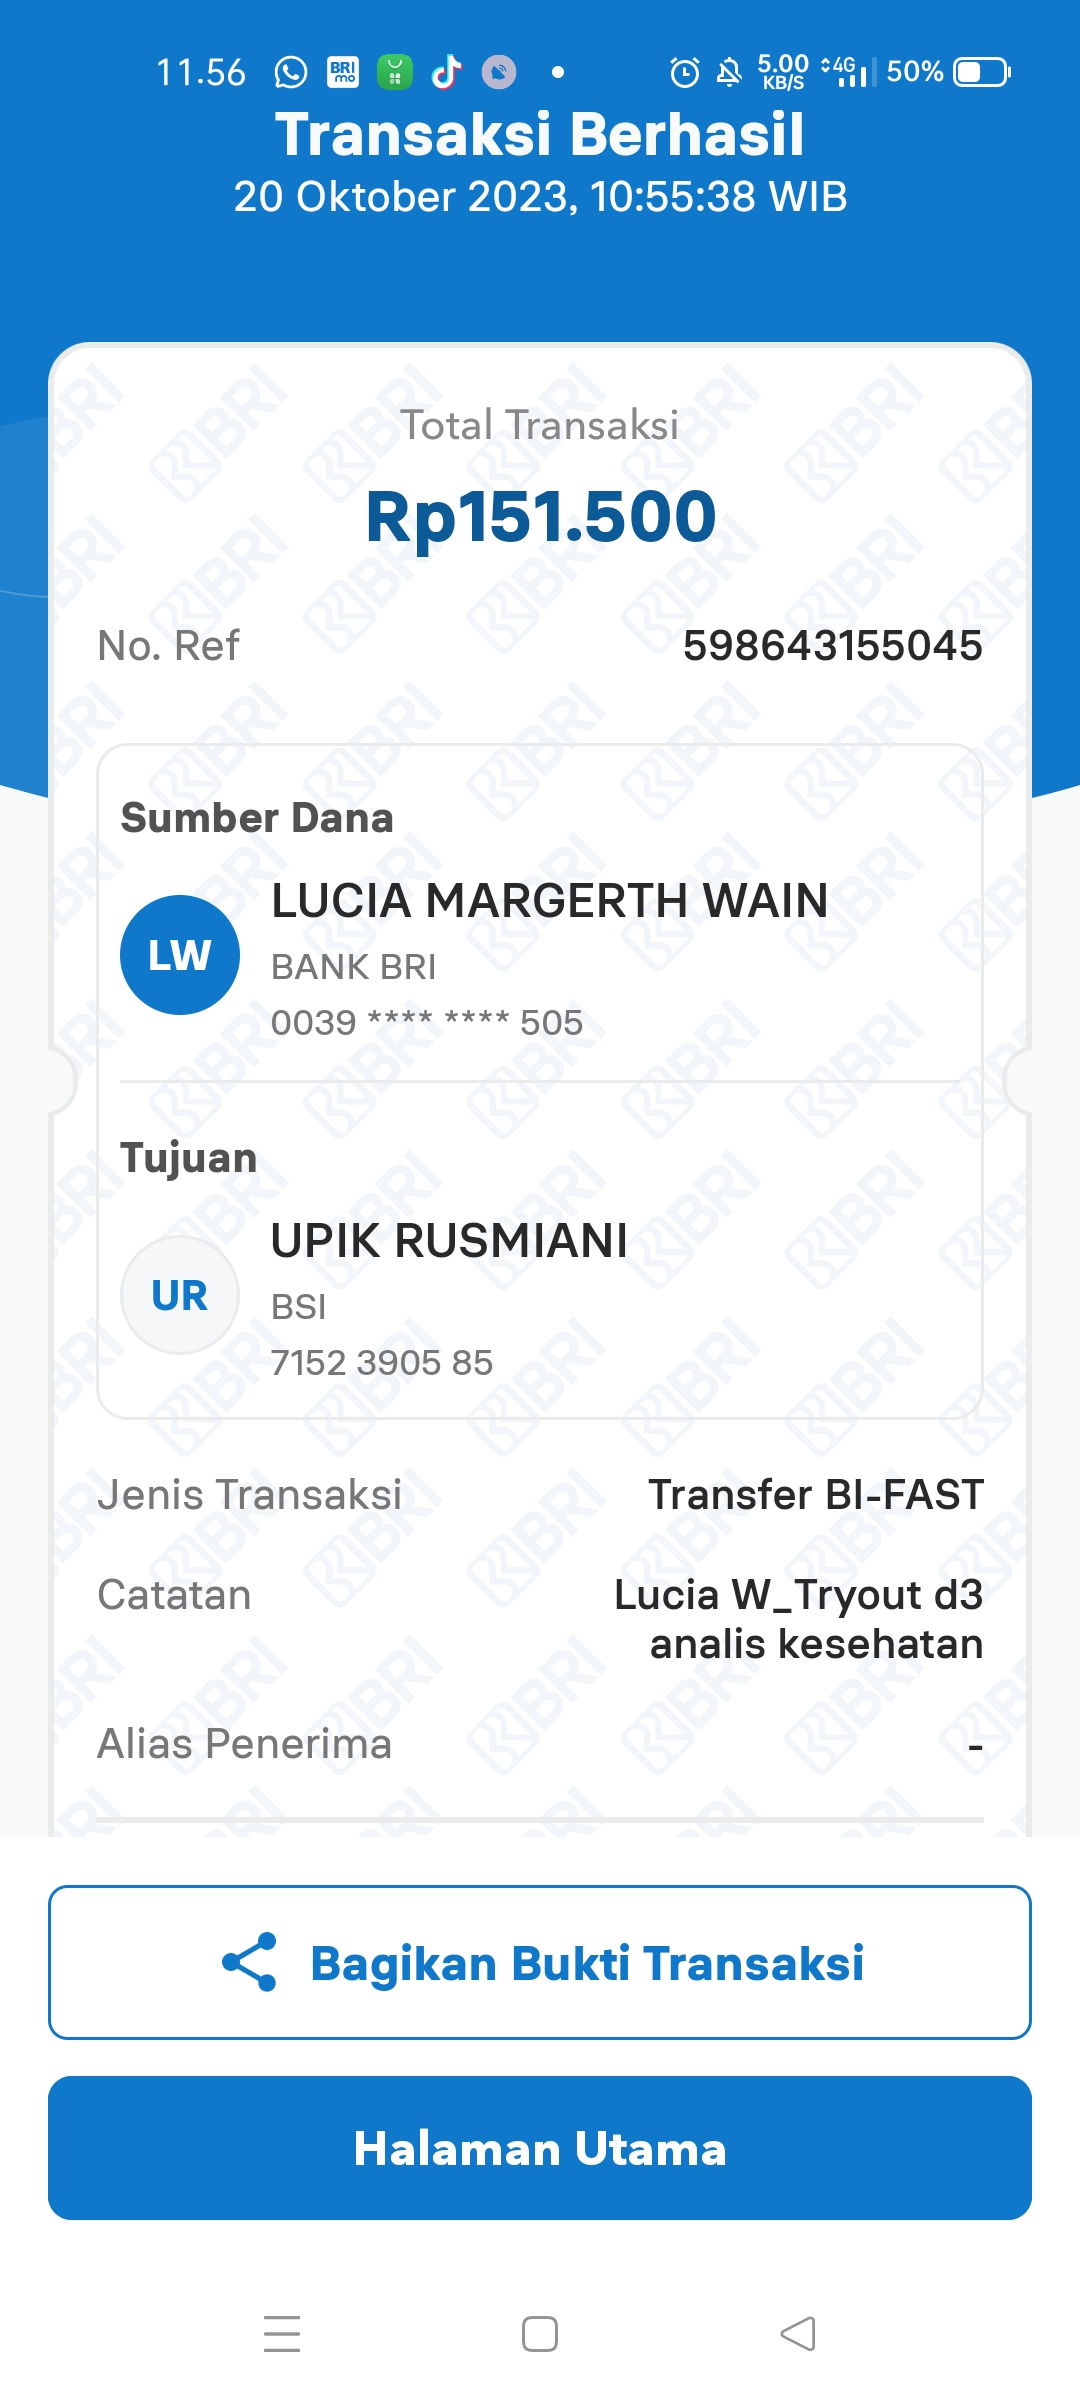 11.56 BRI mo 5.00 KB/S 4G 50%
Transaksi Berhasil
20 Oktober 2023, 10:55:38 WIB
Total Transaksi
Rp151.500
No. Ref 598643155045
Sumber Dana
LW
LUCIA MARGERTH WAIN
BANK BRI
0039 **** **** 505
Tujuan
UR
UPIK RUSMIANI
BSI
7152 3905 85
Jenis Transaksi Transfer BI-FAST
Catatan Lucia W_Tryout d3
analis kesehatan
Alias Penerima -
Bagikan Bukti Transaksi
Halaman Utama